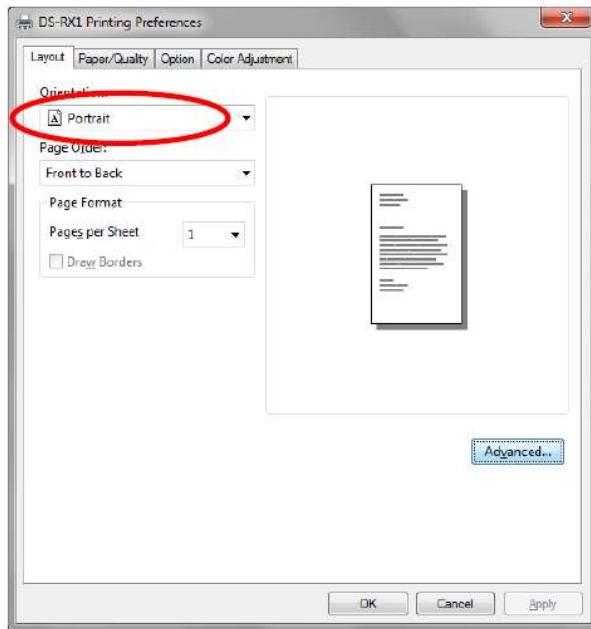 DS-RX1 Printing Preferences
Layout Paper/Quality Option Color Adjustment
Orientation:
Portrait
Page Order:
Front to Back
Page Format
Pages per Sheet 1
Draw Borders
Advanced...
OK Cancel Apply